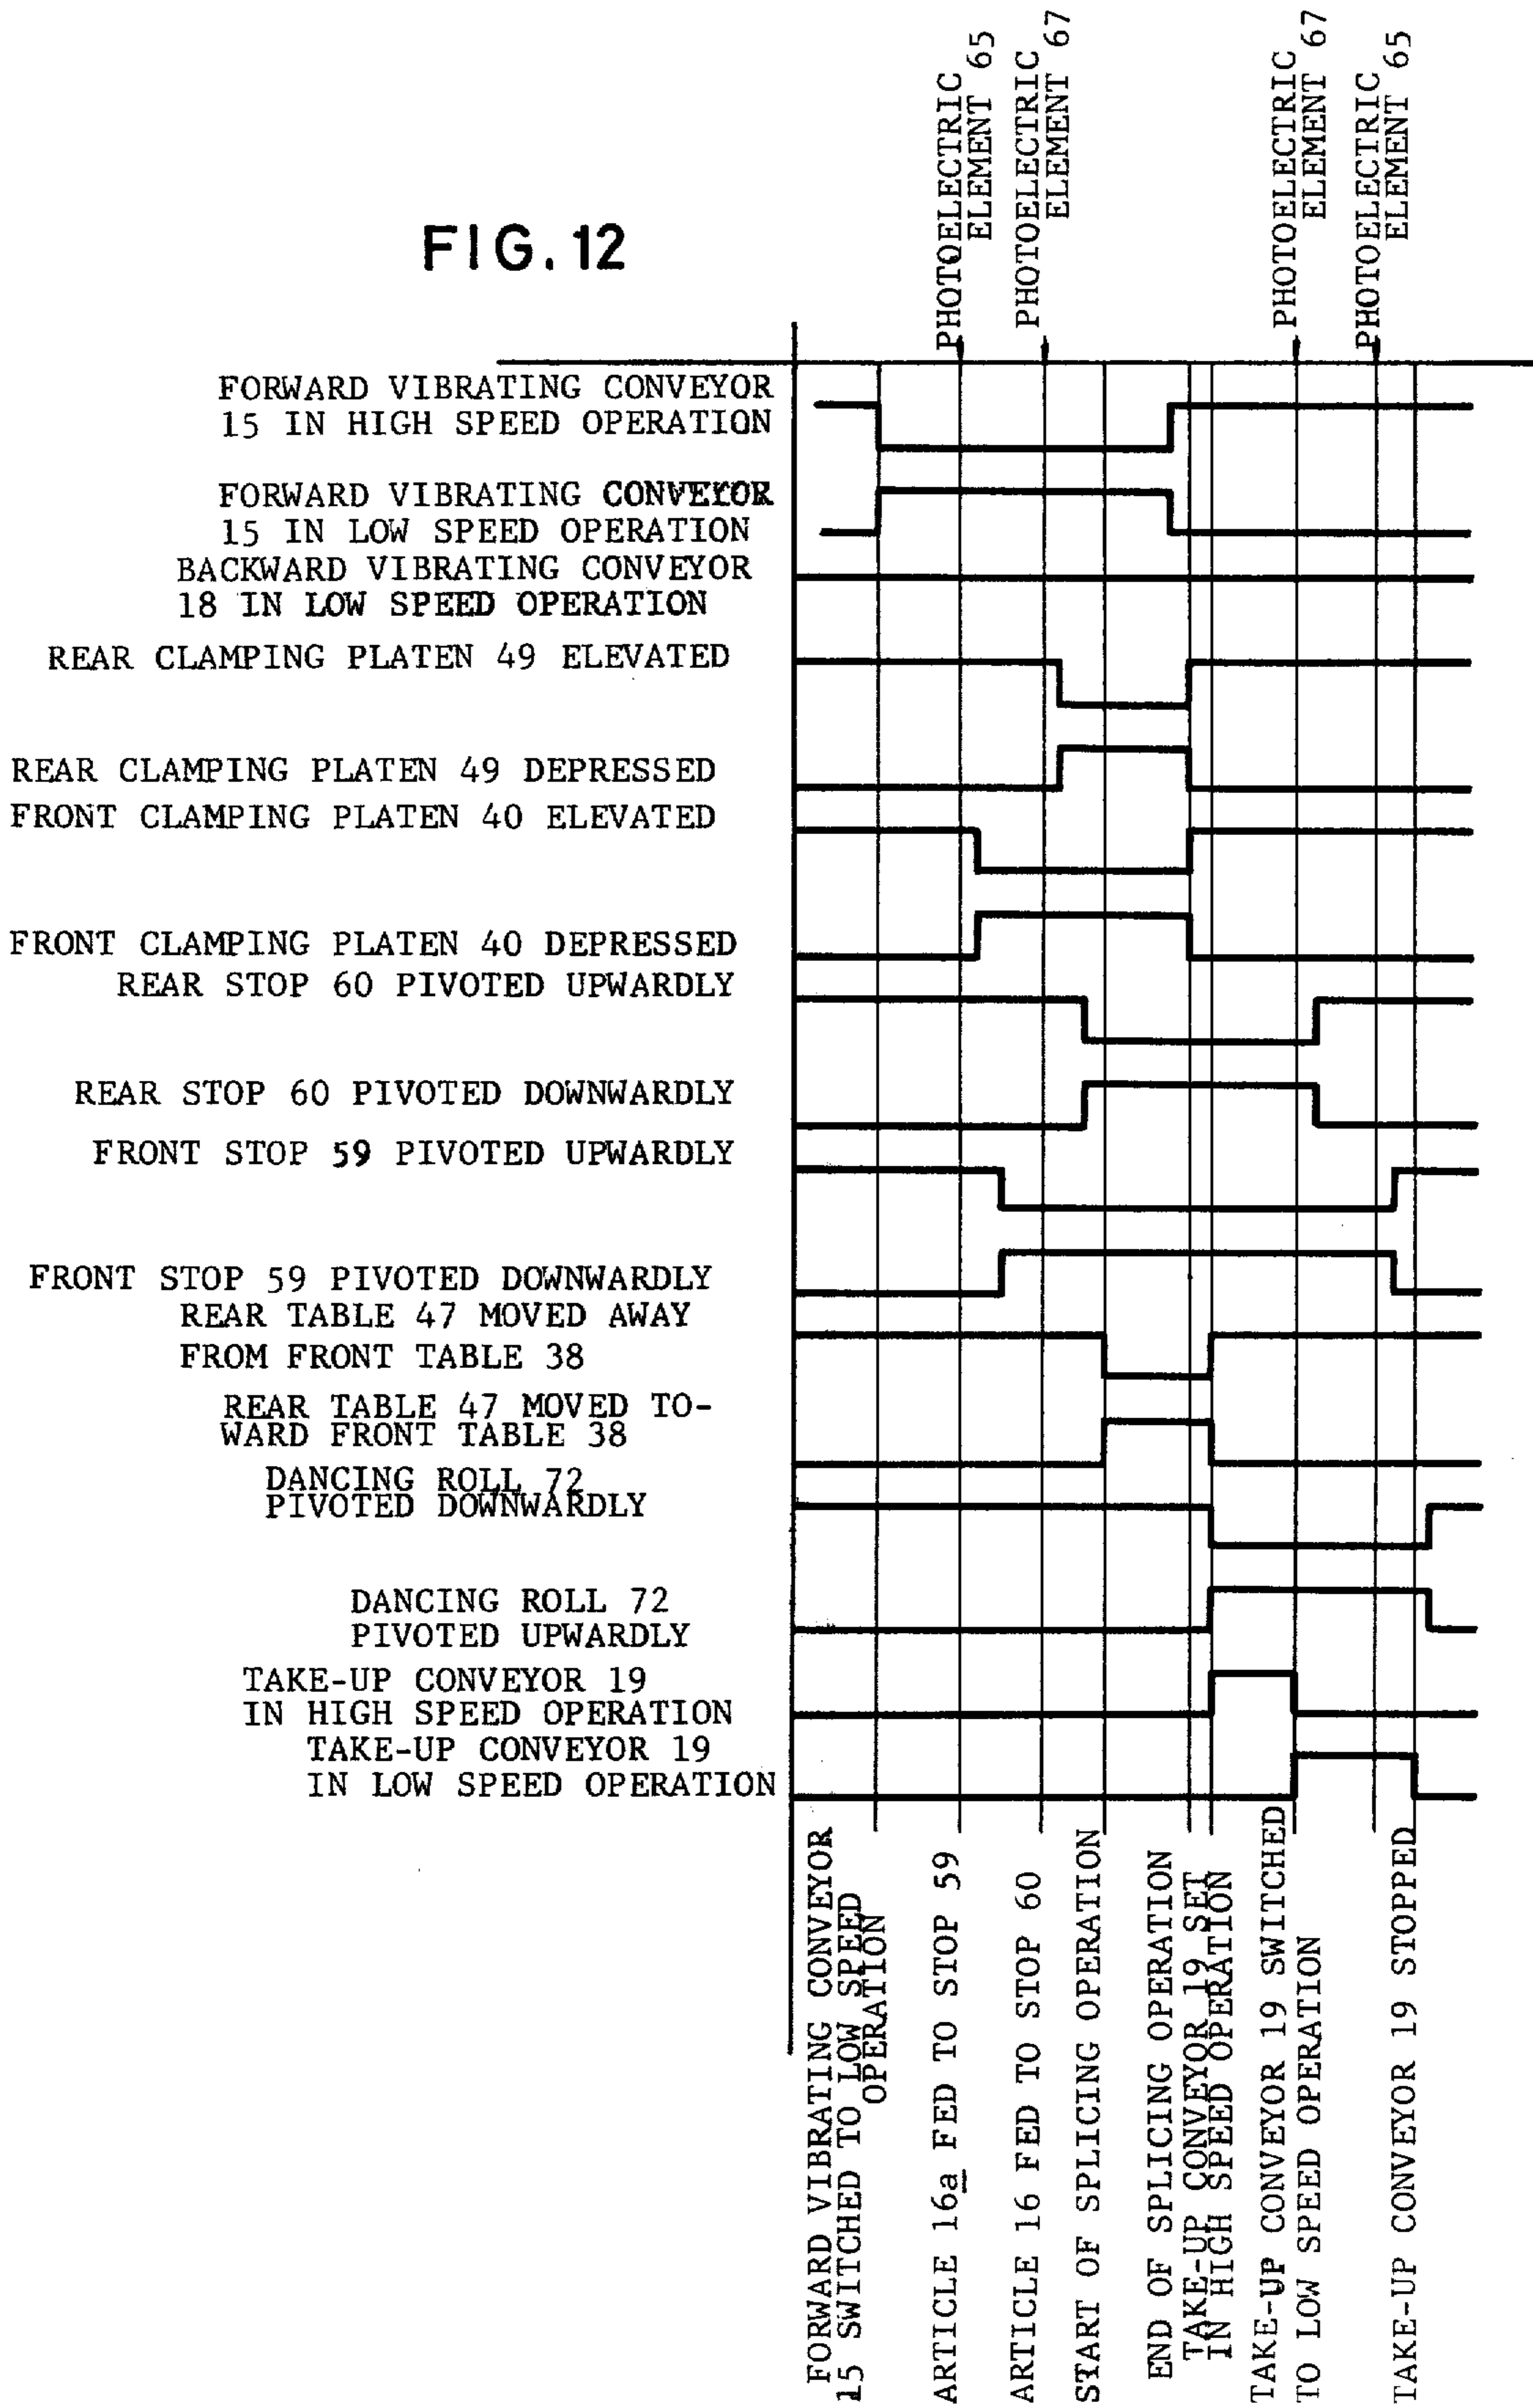 PHOTOELECTRIC
ELEMENT 65
PHOTOELECTRIC
ELEMENT 67
PHOTOELECTRIC
ELEMENT 67
PHOTOELECTRIC
ELEMENT 65
FIG. 12
FORWARD VIBRATING CONVEYOR
15 IN HIGH SPEED OPERATION
FORWARD VIBRATING CONVEYOR
15 IN LOW SPEED OPERATION
BACKWARD VIBRATING CONVEYOR
18 IN LOW SPEED OPERATION
REAR CLAMPING PLATEN 49 ELEVATED
REAR CLAMPING PLATEN 49 DEPRESSED
FRONT CLAMPING PLATEN 40 ELEVATED
FRONT CLAMPING PLATEN 40 DEPRESSED
REAR STOP 60 PIVOTED UPWARDLY
REAR STOP 60 PIVOTED DOWNWARDLY
FRONT STOP 59 PIVOTED UPWARDLY
FRONT STOP 59 PIVOTED DOWNWARDLY
REAR TABLE 47 MOVED AWAY
FROM FRONT TABLE 38
REAR TABLE 47 MOVED TO-
WARD FRONT TABLE 38
DANCING ROLL 72
PIVOTED DOWNWARDLY
DANCING ROLL 72
PIVOTED UPWARDLY
TAKE-UP CONVEYOR 19
IN HIGH SPEED OPERATION
TAKE-UP CONVEYOR 19
IN LOW SPEED OPERATION
FORWARD VIBRATING CONVEYOR
15 SWITCHED TO LOW SPEED
OPERATION
ARTICLE 16a FED TO STOP 59
ARTICLE 16 FED TO STOP 60
START OF SPLICING OPERATION
END OF SPLICING OPERATION
TAKE-UP CONVEYOR 19 SET
IN HIGH SPEED OPERATION
TAKE-UP CONVEYOR 19 SWITCHED
TO LOW SPEED OPERATION
TAKE-UP CONVEYOR 19 STOPPED